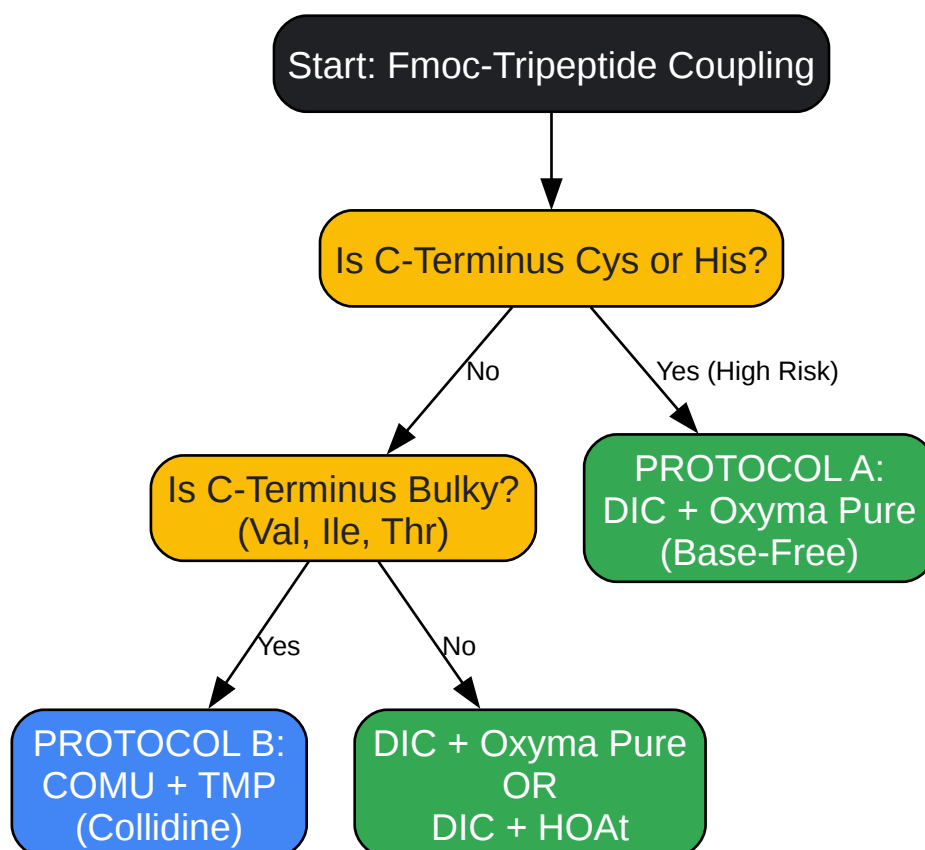 Start: Fmoc-Tripeptide Coupling
Is C-Terminus Cys or His?
No
Yes (High Risk)
Is C-Terminus Bulky?
(Val, Ile, Thr)
PROTOCOL A:
DIC + Oxyma Pure
(Base-Free)
Yes
No
PROTOCOL B:
COMU + TMP
(Collidine)
DIC + Oxyma Pure
OR
DIC + HOAt